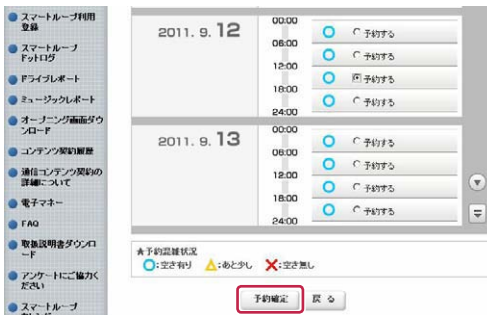 スマートループ利用
登録
スマートループ
ドットログ
ドライブレポート
ミュージックレポート
オープニング画面ダウ
ンロード
コンテンツ契約履歴
通信コンテンツ契約の
詳細について
電子マネー
FAQ
取扱説明書ダウンロ
ード
アンケートにご協力く
ださい
スマートループ
2011. 9. 12
00:00
予約する
06:00
予約する
12:00
予約する
18:00
予約する
24:00
2011. 9. 13
00:00
予約する
06:00
予約する
12:00
予約する
18:00
予約する
24:00
★予約混雑状況
○:空き有り △:あと少し ×:空き無し
予約確定 戻る